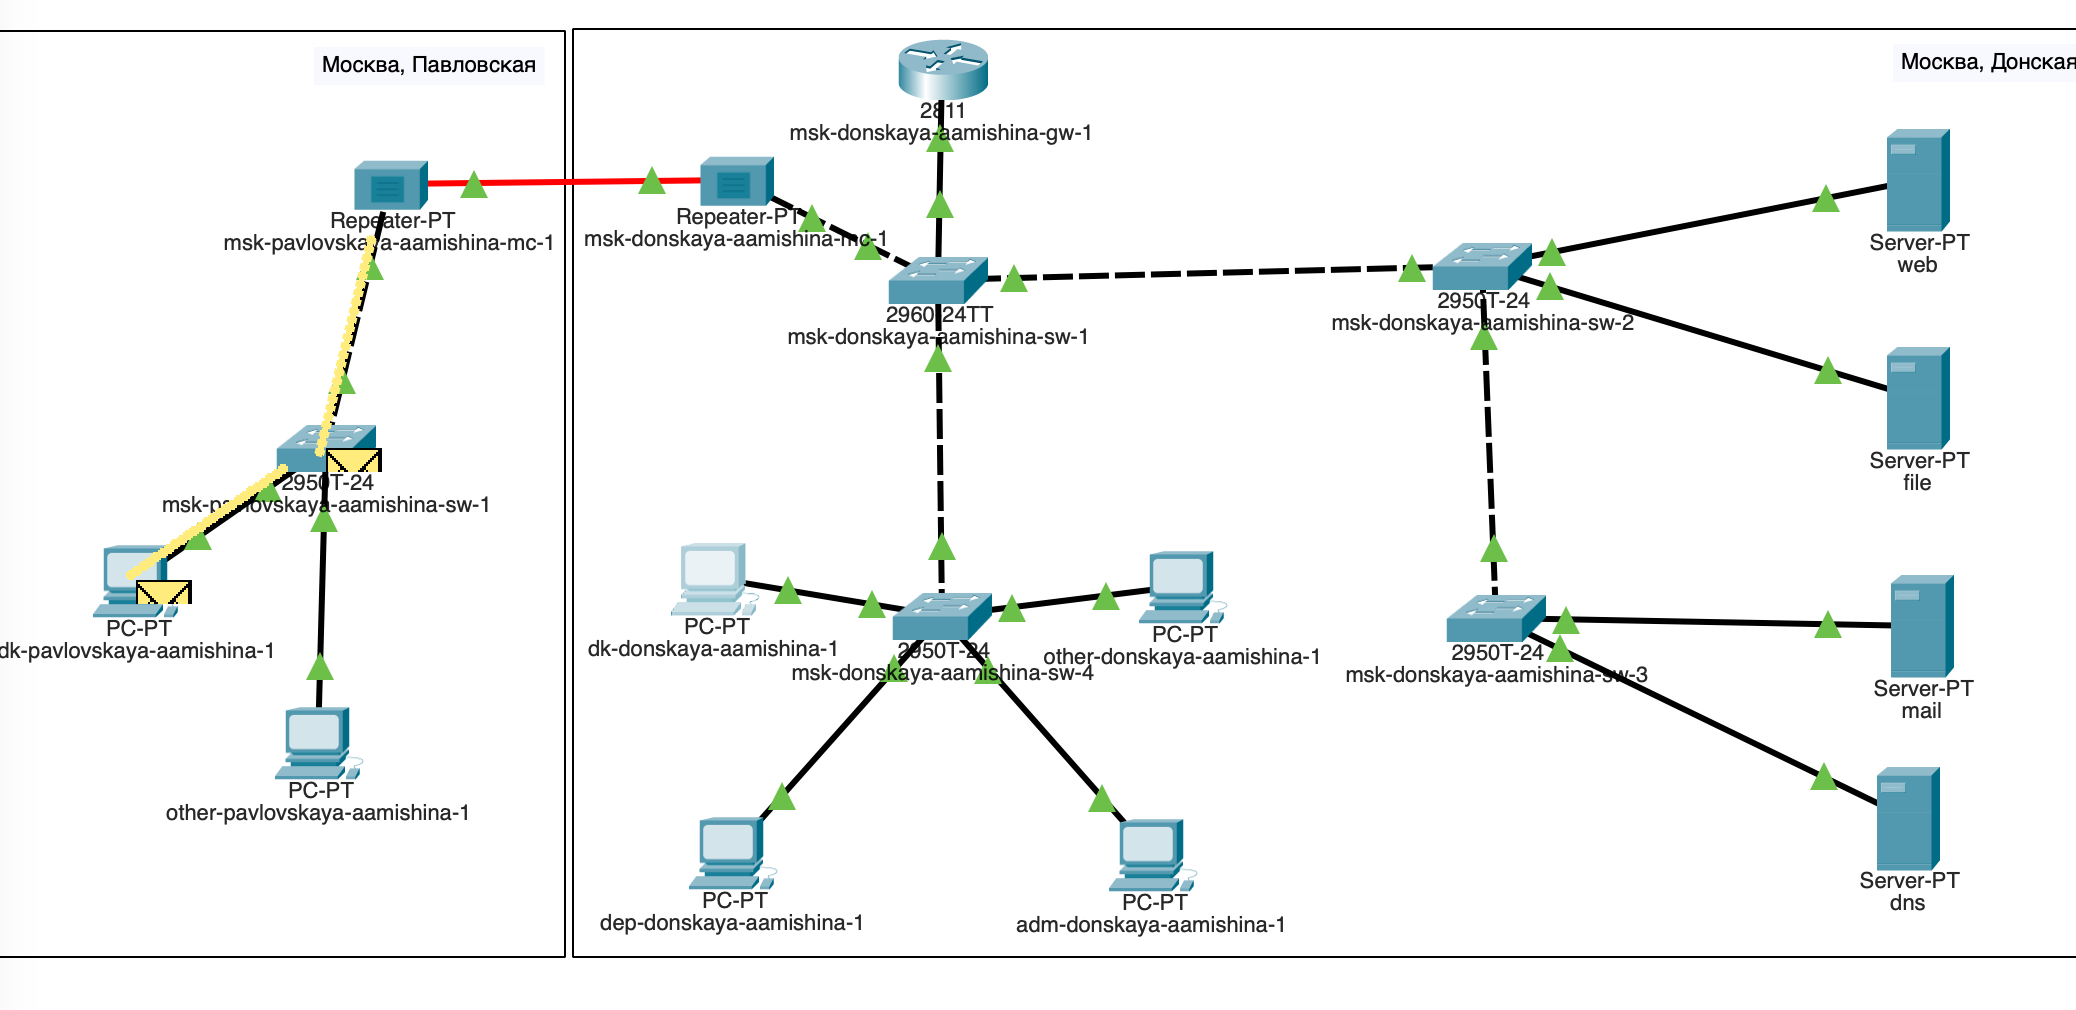 Москва, Павловская
Repeater-PT
msk-pavlovskaya-aamishina-mc-1
2950T-24
msk-pavlovskaya-aamishina-sw-1
PC-PT
dk-pavlovskaya-aamishina-1
PC-PT
other-pavlovskaya-aamishina-1
Москва, Донская
2811
msk-donskaya-aamishina-gw-1
Repeater-PT
msk-donskaya-aamishina-mc-1
2960-24TT
msk-donskaya-aamishina-sw-1
2950T-24
msk-donskaya-aamishina-sw-2
Server-PT
web
Server-PT
file
PC-PT
dk-donskaya-aamishina-1
2950T-24
msk-donskaya-aamishina-sw-4
PC-PT
other-donskaya-aamishina-1
2950T-24
msk-donskaya-aamishina-sw-3
Server-PT
mail
PC-PT
dep-donskaya-aamishina-1
PC-PT
adm-donskaya-aamishina-1
Server-PT
dns